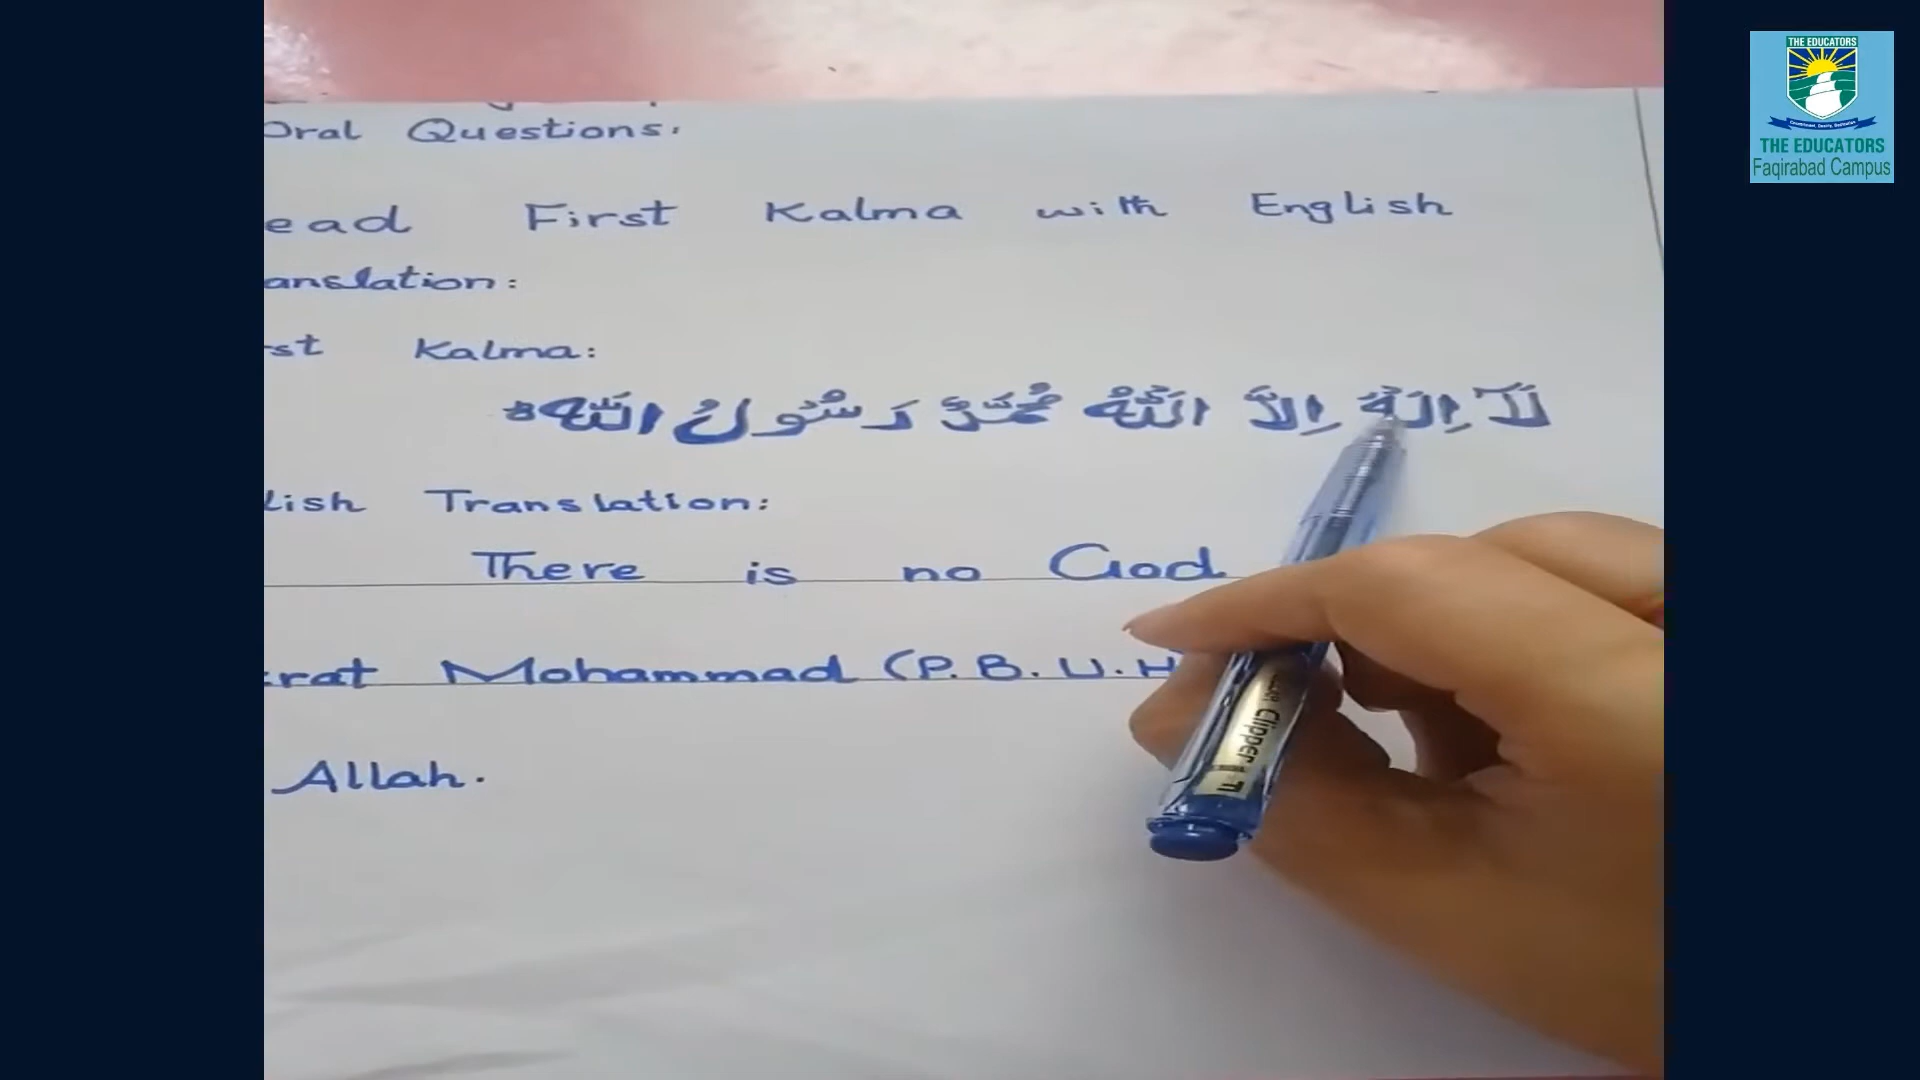 Oral Questions:
ead First Kalma with English
anslation:
st Kalma:
لَآ اِلٰهَ اِلَّا اللّٰهُ مُحَمَّدٌ رَسُوْلُ اللّٰهِ ط
lish Translation:
There is no God
rat Mohammad (P.B.U.H
Allah.
Clipper
THE EDUCATORS
THE EDUCATORS
Faqirabad Campus